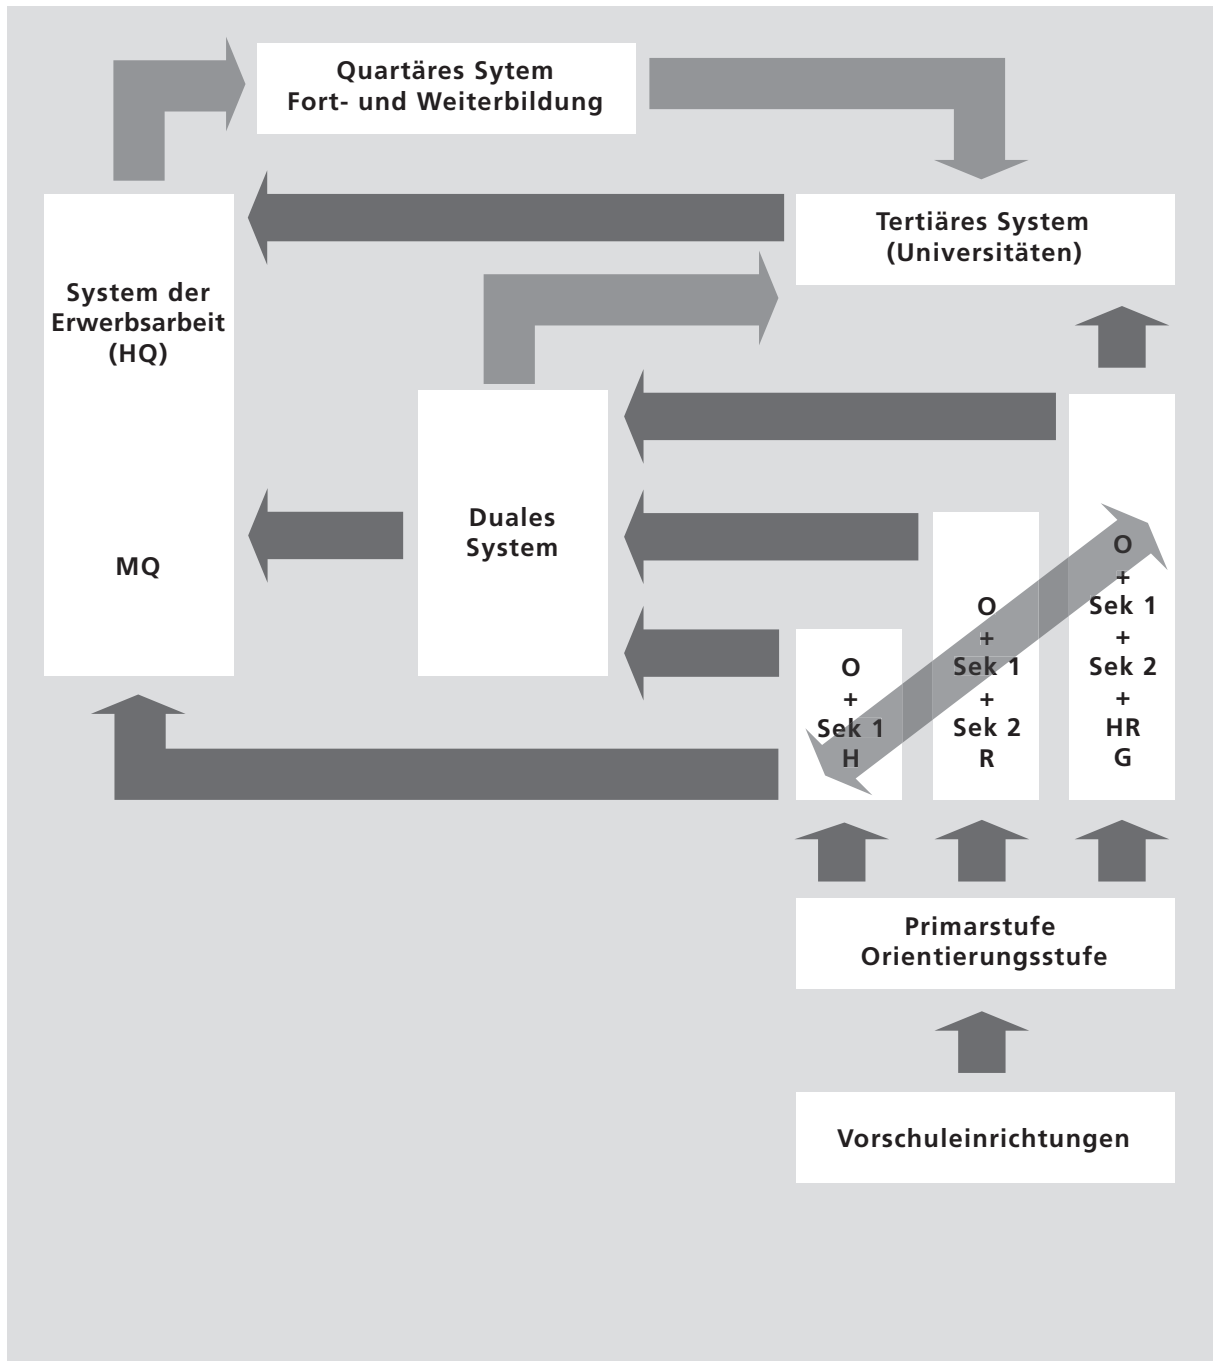 Quartäres Sytem
Fort- und Weiterbildung
Tertiäres System
(Universitäten)
System der
Erwerbsarbeit
(HQ)
MQ
Duales
System
O
+
Sek 1
H
O
+
Sek 1
+
Sek 2
R
O
+
Sek 1
+
Sek 2
+
HR
G
Primarstufe
Orientierungsstufe
Vorschuleinrichtungen